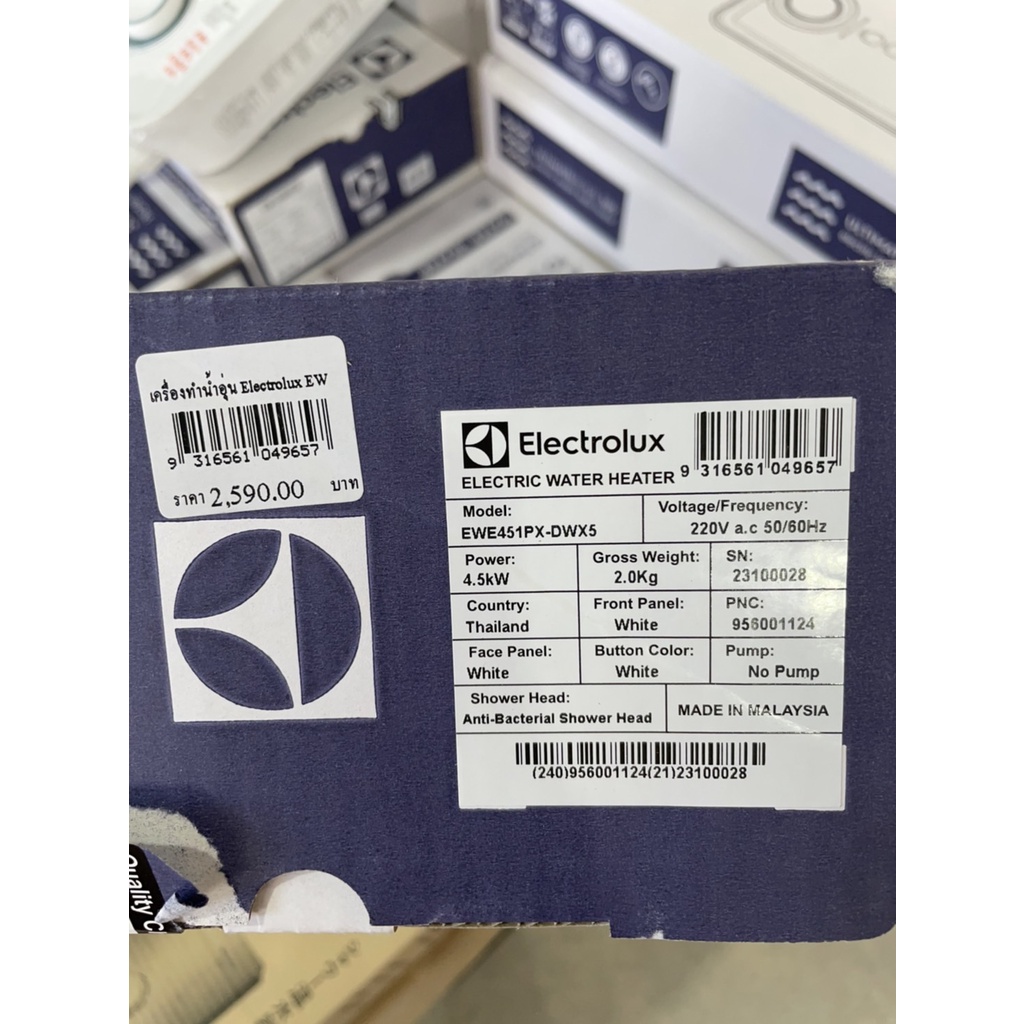 Electrolux
เครื่องทำน้ำอุ่น Electrolux EW
9 316561 049657
ราคา 2,590.00 บาท
Electrolux
ELECTRIC WATER HEATER
9 316561 049657
Model:
EWE451PX-DWX5
Voltage/Frequency:
220V a.c 50/60Hz
Power:
4.5kW
Gross Weight:
2.0Kg
SN:
23100028
Country:
Thailand
Front Panel:
White
PNC:
956001124
Face Panel:
White
Button Color:
White
Pump:
No Pump
Shower Head:
Anti-Bacterial Shower Head
MADE IN MALAYSIA
(240)956001124(21)23100028
Quality